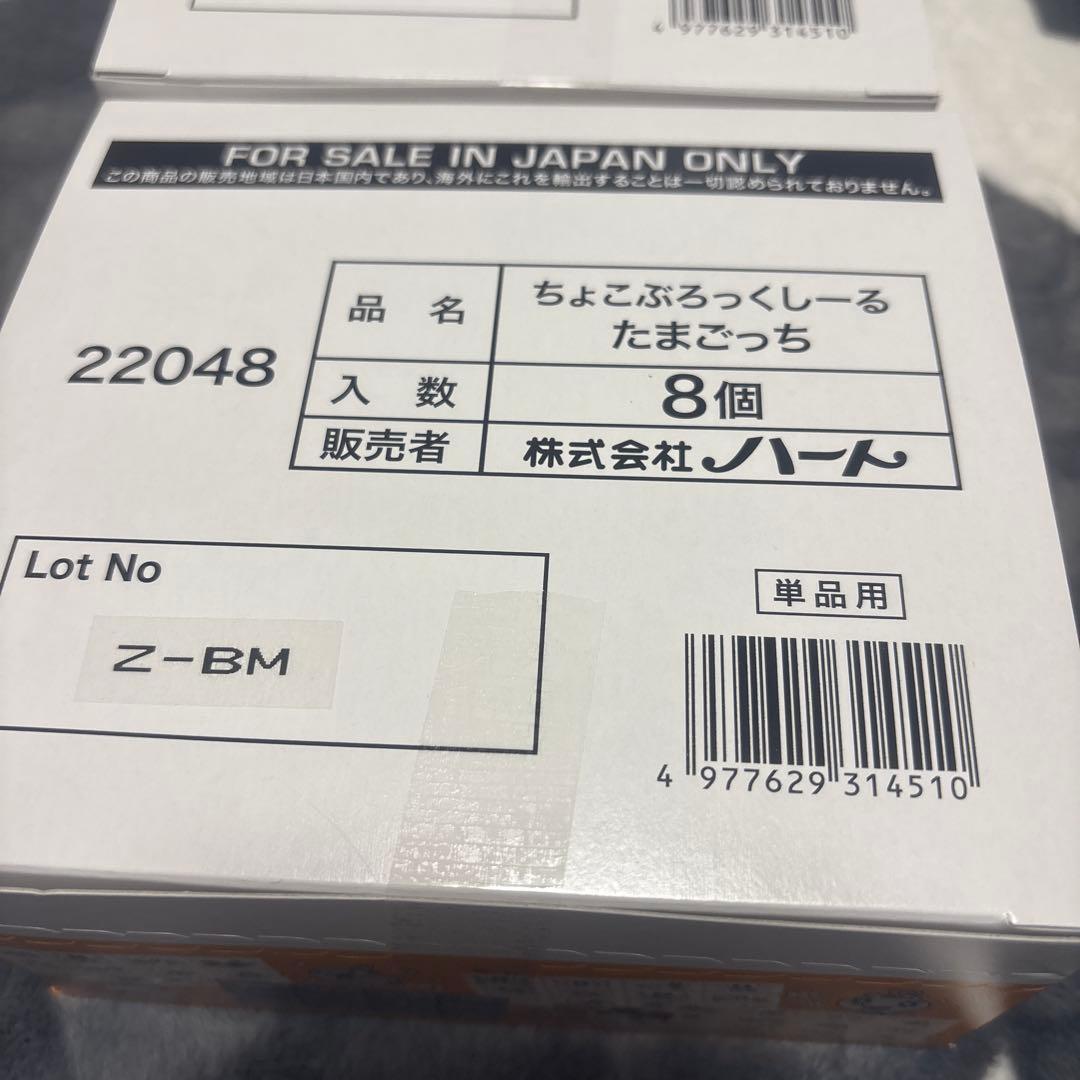 4 977629 314510
FOR SALE IN JAPAN ONLY
この商品の販売地域は日本国内であり、海外にこれを輸出することは一切認められておりません。
22048
品 名
ちょこぶろっくしーる
たまごっち
入 数
8個
販売者
株式会社ハート
Lot No
Z-BM
単品用
4 977629 314510